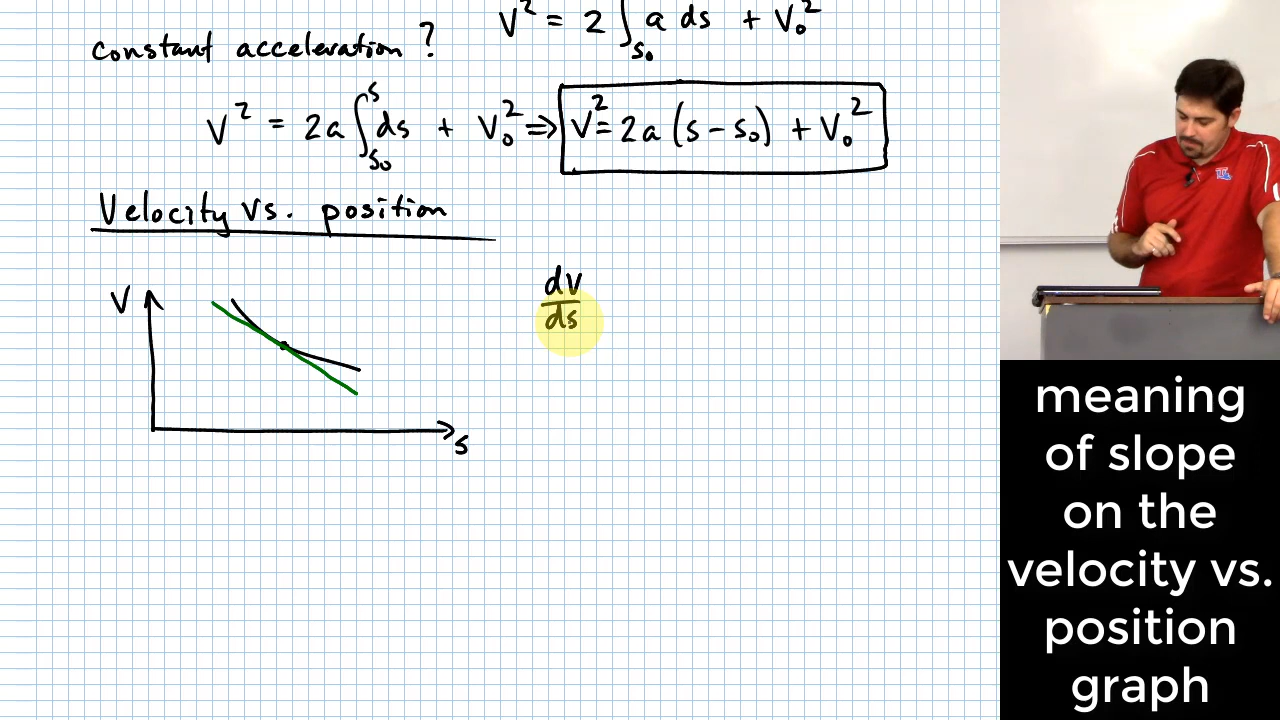 V² = 2 ∫ₛ₀ a ds + V₀²
constant acceleration?
V² = 2a ∫ₛ₀ˢ ds + V₀² ⇒ V² = 2a (s - s₀) + V₀²
Velocity vs. position
V
dv
ds
s
meaning
of slope
on the
velocity vs.
position
graph